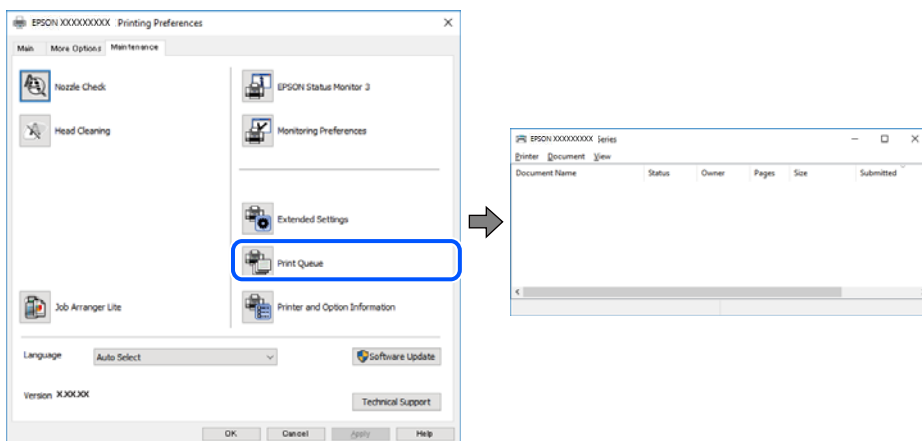 EPSON XXXXXXXXX Printing Preferences
Main More Options Maintenance
Nozzle Check
Head Cleaning
Job Arranger Lite
EPSON Status Monitor 3
Monitoring Preferences
Extended Settings
Print Queue
Printer and Option Information
Language Auto Select Software Update
Version X.XX.XX Technical Support
OK Cancel Apply Help
EPSON XXXXXXXXX Series
Printer Document View
Document Name Status Owner Pages Size Submitted